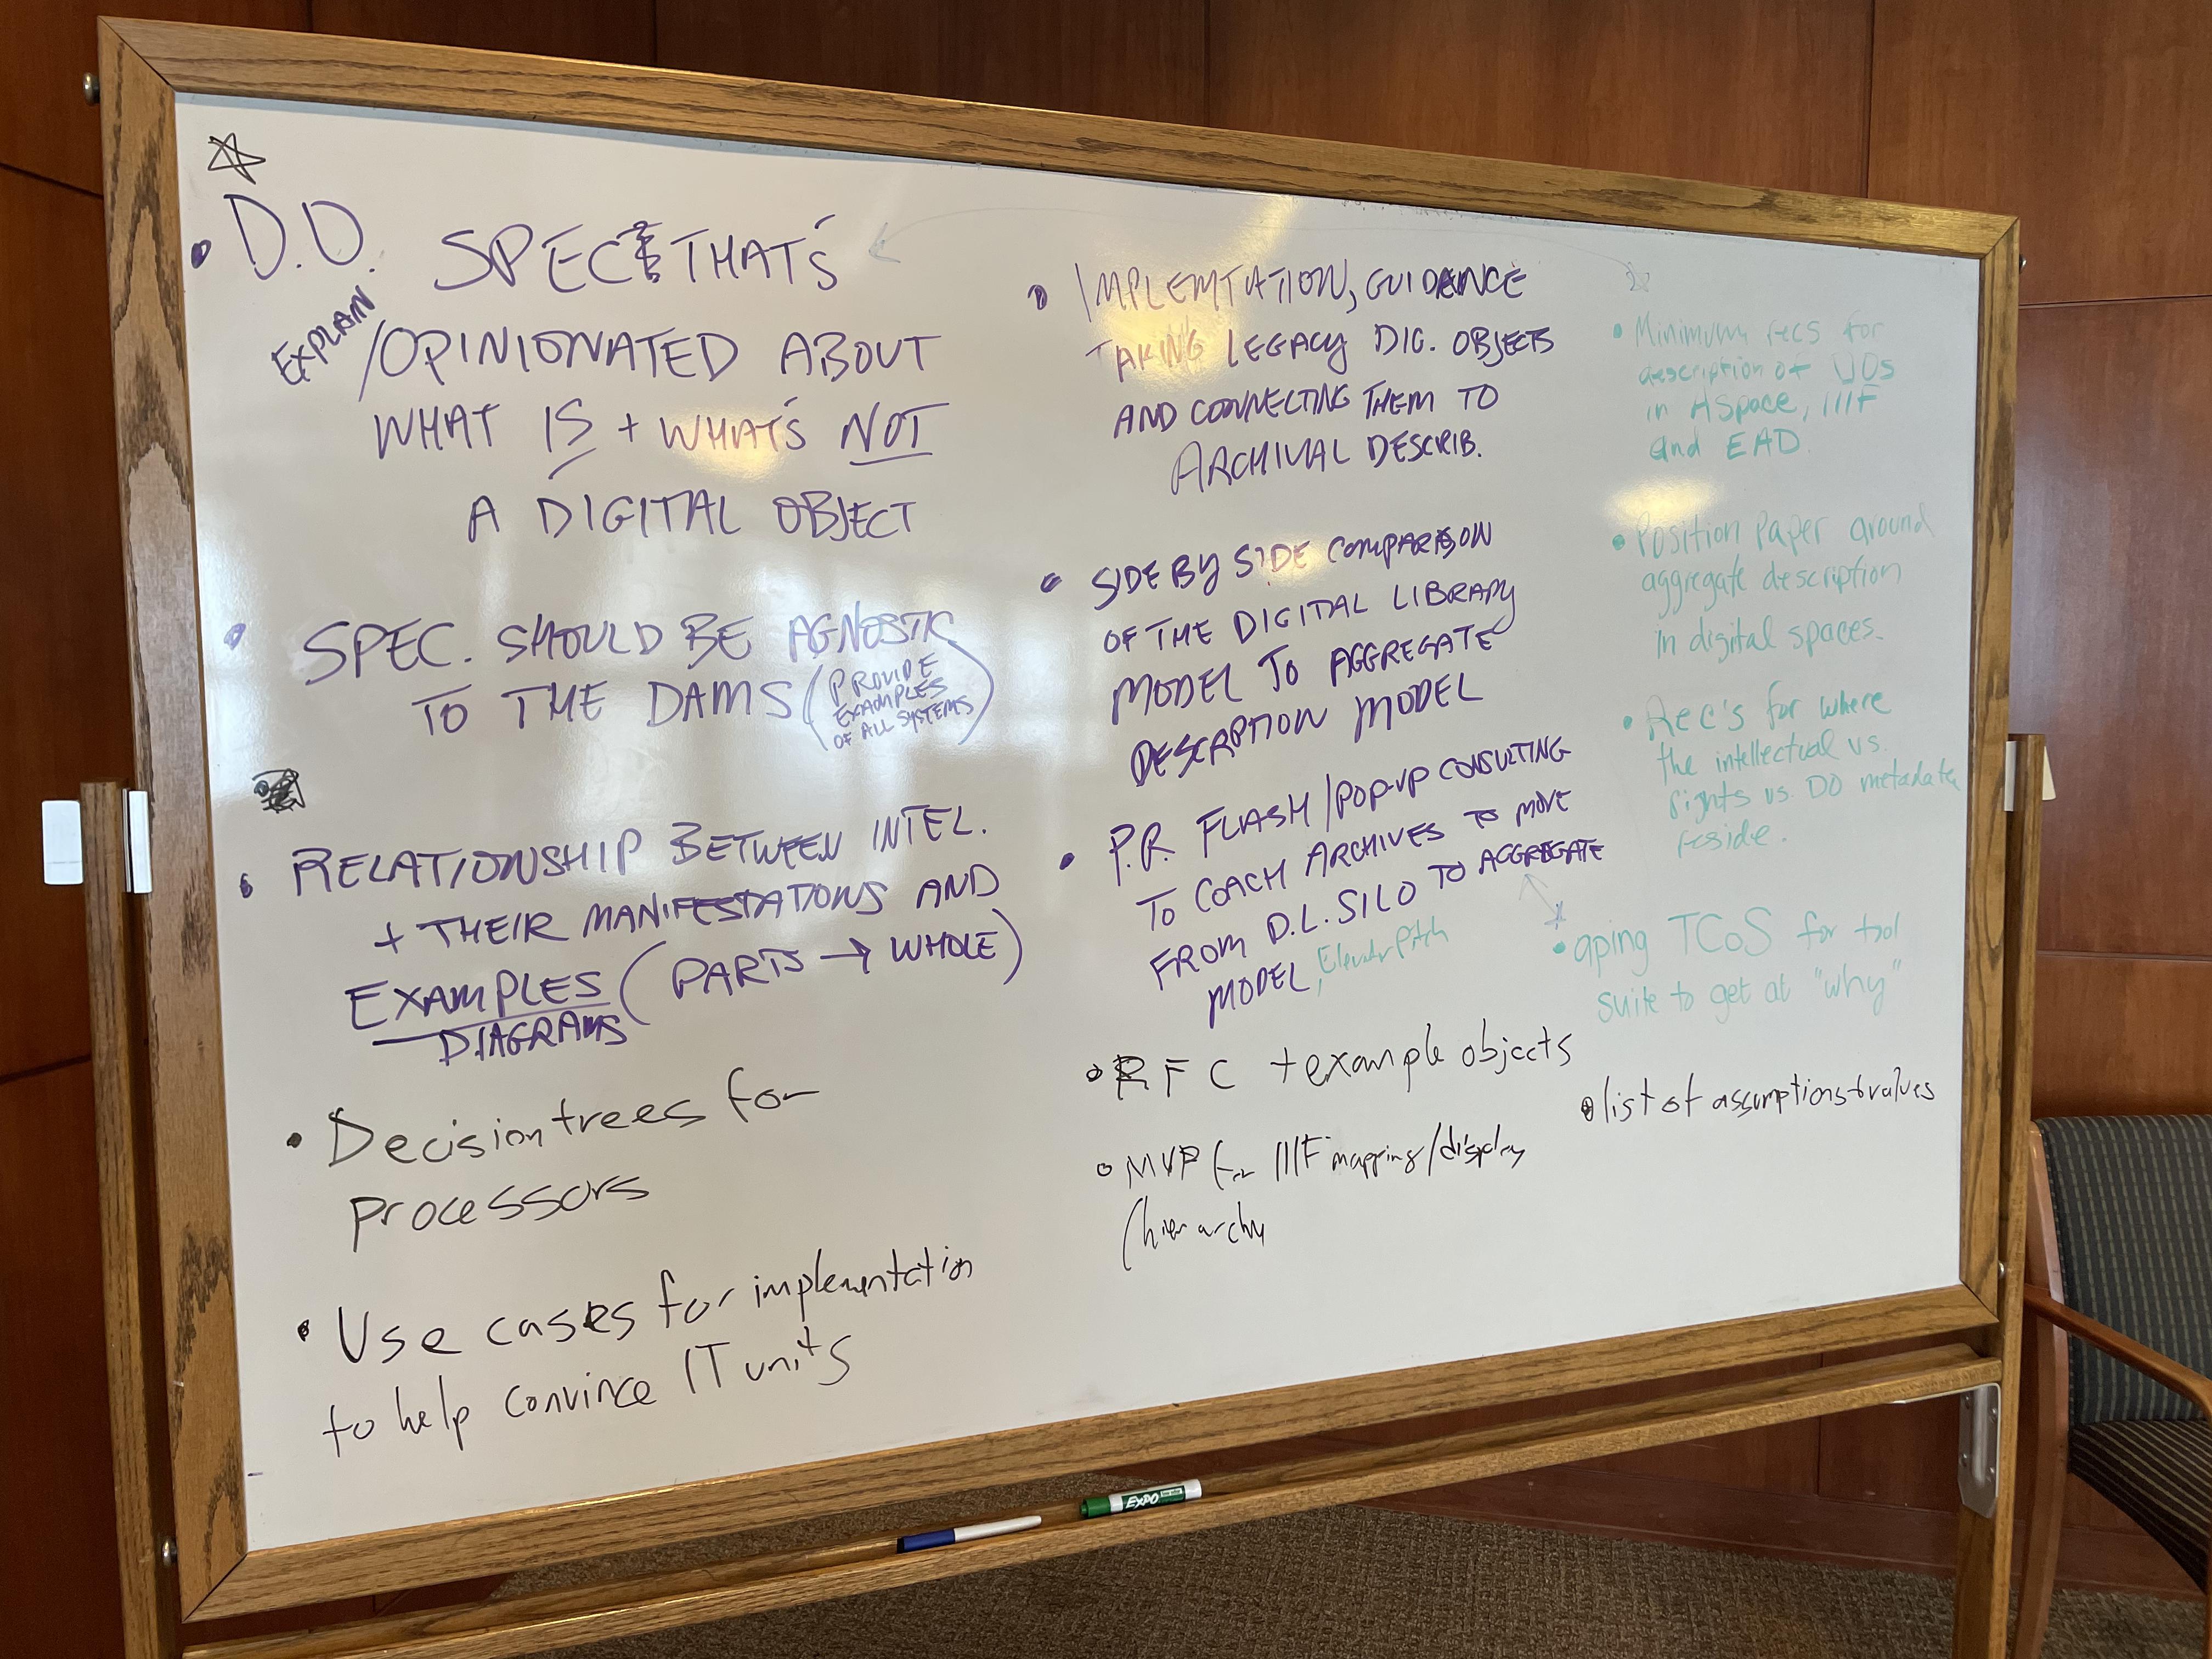 • D.O. SPEC THAT'S
EXPLAIN
/OPINIONATED ABOUT
WHAT IS + WHAT'S NOT
A DIGITAL OBJECT
• SPEC. SHOULD BE AGNOSTIC
TO THE DAMS (PROVIDE
EXAMPLES
OF ALL SYSTEMS)
• RELATIONSHIP BETWEEN INTEL.
+ THEIR MANIFESTATIONS AND
EXAMPLES (PARTS → WHOLE)
DIAGRAMS
• Decision trees for
processors
• Use cases for implementation
to help convince IT units
• IMPLEMTATION, GUIDENCE
TAKING LEGACY DIG. OBJECTS
AND CONNECTING THEM TO
ARCHIVAL DESCRIB.
• SIDE BY SIDE COMPARISON
OF THE DIGITAL LIBRARY
MODEL TO AGGREGATE
DESCRPTION MODEL
• P.R. FLASH/POP-UP CONSULTING
TO COACH ARCHIVES TO MOVE
FROM D.L. SILO TO AGGREGATE
MODEL, Elevator Pitch
• RFC + example objects
• MVP for IIIF mapping/display
/hierarchy
• Minimum recs for
description of DOs
in ASpace, IIIF
and EAD.
• Position Paper around
aggregate description
in digital spaces.
• Rec's for where
the intellectual vs.
rights vs. DO metadata
reside.
• aping TCoS for tool
suite to get at "why"
• list of assumptions + values
EXPO